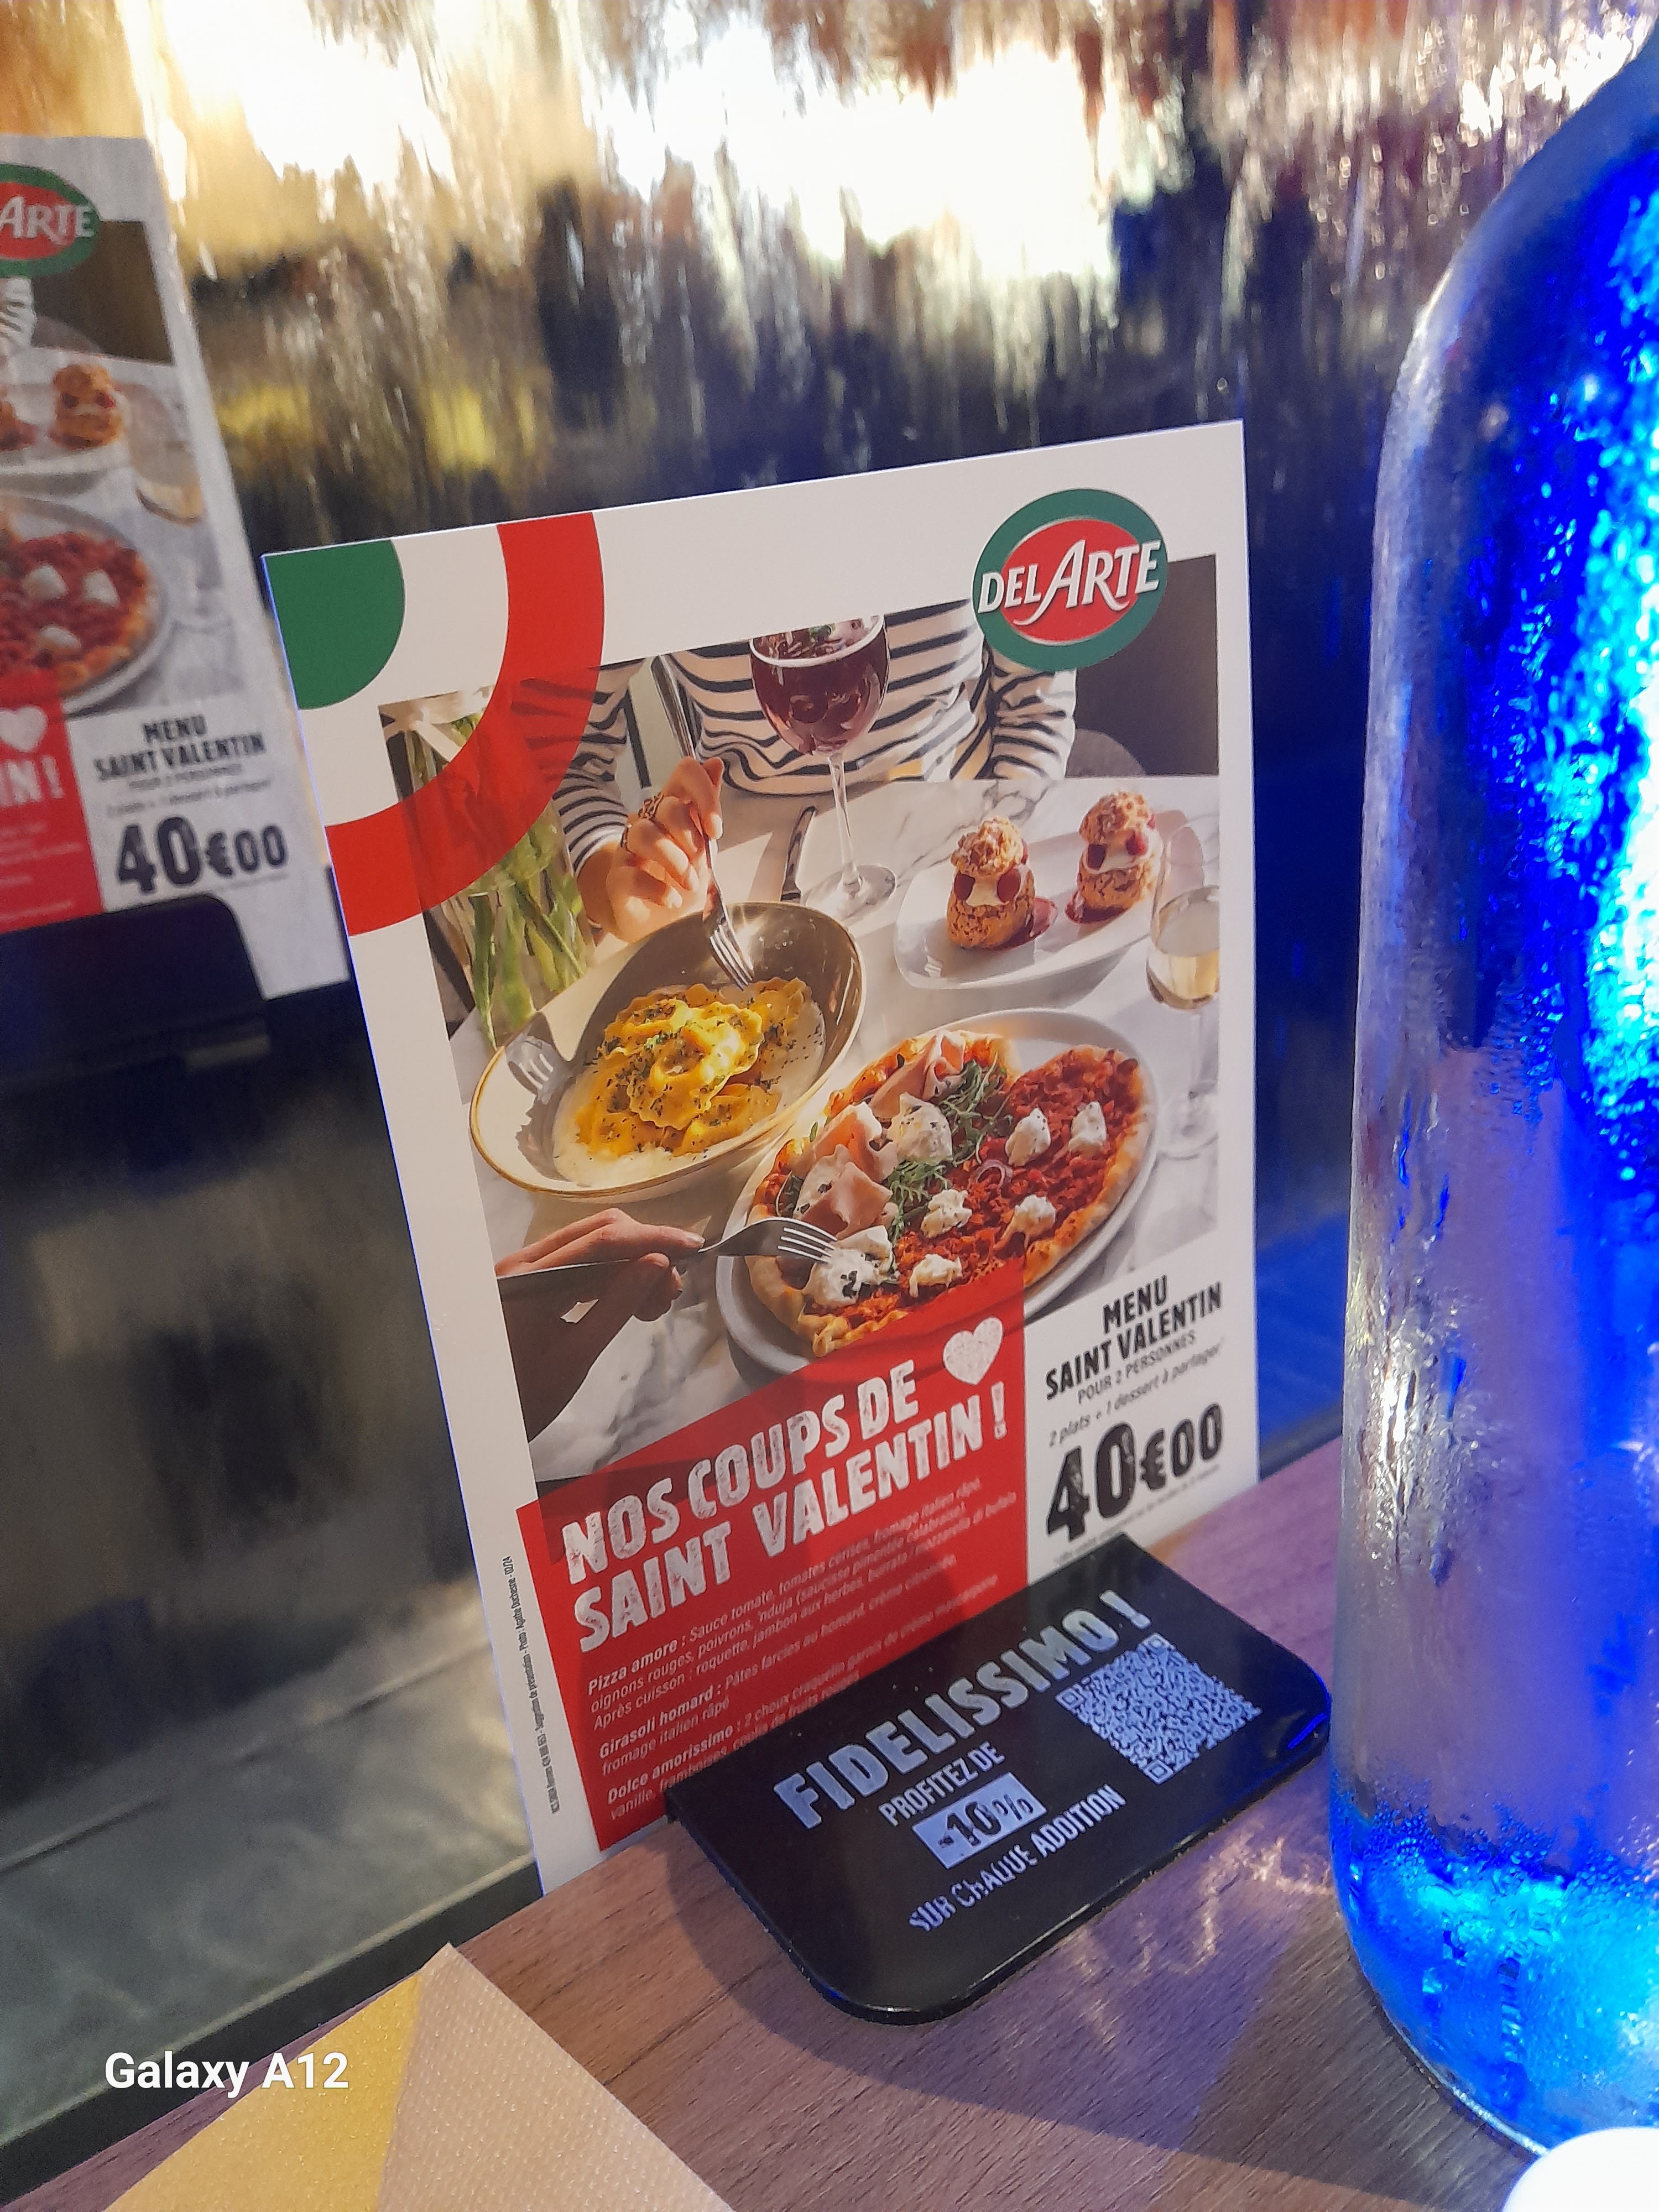 ARTE
MENU
SAINT VALENTIN
POUR 2 PERSONNES
40€00
IN !
DEL ARTE
MENU
SAINT VALENTIN
POUR 2 PERSONNES
2 plats + 1 dessert à partager*
40€00
NOS COUPS DE
SAINT VALENTIN !
Pizza amore : Sauce tomate, tomates cerises, fromage italien râpé,
oignons rouges, poivrons, 'nduja (saucisse pimentée calabraise).
Après cuisson : roquette, jambon aux herbes, burrata / mozzarella di bufala
Girasoli homard : Pâtes farcies au homard, crème citronnée,
fromage italien râpé
Dolce amorissimo : 2 choux craquelin garnis de crème mascarpone
vanille, framboises, coulis de fruits rouges
FIDELISSIMO !
PROFITEZ DE
-10%
SUR CHAQUE ADDITION
Galaxy A12